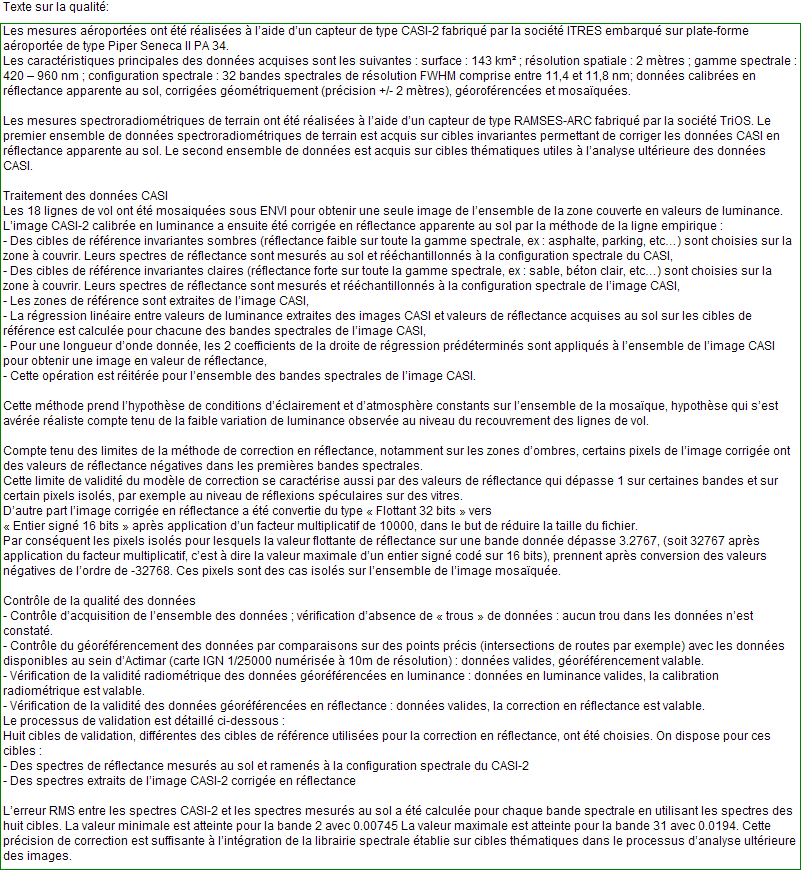 Texte sur la qualité:
Les mesures aéroportées ont été réalisées à l'aide d'un capteur de type CASI-2 fabriqué par la société ITRES embarqué sur plate-forme
aéroportée de type Piper Seneca II PA 34.
Les caractéristiques principales des données acquises sont les suivantes : surface : 143 km² ; résolution spatiale : 2 mètres ; gamme spectrale :
420 – 960 nm ; configuration spectrale : 32 bandes spectrales de résolution FWHM comprise entre 11,4 et 11,8 nm; données calibrées en
réflectance apparente au sol, corrigées géométriquement (précision +/- 2 mètres), géoroférencées et mosaïquées.
Les mesures spectroradiométriques de terrain ont été réalisées à l'aide d'un capteur de type RAMSES-ARC fabriqué par la société TriOS. Le
premier ensemble de données spectroradiométriques de terrain est acquis sur cibles invariantes permettant de corriger les données CASI en
réflectance apparente au sol. Le second ensemble de données est acquis sur cibles thématiques utiles à l'analyse ultérieure des données
CASI.
Traitement des données CASI
Les 18 lignes de vol ont été mosaiquées sous ENVI pour obtenir une seule image de l'ensemble de la zone couverte en valeurs de luminance.
L'image CASI-2 calibrée en luminance a ensuite été corrigée en réflectance apparente au sol par la méthode de la ligne empirique :
- Des cibles de référence invariantes sombres (réflectance faible sur toute la gamme spectrale, ex : asphalte, parking, etc…) sont choisies sur la
zone à couvrir. Leurs spectres de réflectance sont mesurés au sol et rééchantillonnés à la configuration spectrale du CASI,
- Des cibles de référence invariantes claires (réflectance forte sur toute la gamme spectrale, ex : sable, béton clair, etc…) sont choisies sur la
zone à couvrir. Leurs spectres de réflectance sont mesurés et rééchantillonnés à la configuration spectrale de l'image CASI,
- Les zones de référence sont extraites de l'image CASI,
- La régression linéaire entre valeurs de luminance extraites des images CASI et valeurs de réflectance acquises au sol sur les cibles de
référence est calculée pour chacune des bandes spectrales de l'image CASI,
- Pour une longueur d'onde donnée, les 2 coefficients de la droite de régression prédéterminés sont appliqués à l'ensemble de l'image CASI
pour obtenir une image en valeur de réflectance,
- Cette opération est réitérée pour l'ensemble des bandes spectrales de l'image CASI.
Cette méthode prend l'hypothèse de conditions d'éclairement et d'atmosphère constants sur l'ensemble de la mosaïque, hypothèse qui s'est
avérée réaliste compte tenu de la faible variation de luminance observée au niveau du recouvrement des lignes de vol.
Compte tenu des limites de la méthode de correction en réflectance, notamment sur les zones d'ombres, certains pixels de l'image corrigée ont
des valeurs de réflectance négatives dans les premières bandes spectrales.
Cette limite de validité du modèle de correction se caractérise aussi par des valeurs de réflectance qui dépasse 1 sur certaines bandes et sur
certain pixels isolés, par exemple au niveau de réflexions spéculaires sur des vitres.
D'autre part l'image corrigée en réflectance a été convertie du type « Flottant 32 bits » vers
« Entier signé 16 bits » après application d'un facteur multiplicatif de 10000, dans le but de réduire la taille du fichier.
Par conséquent les pixels isolés pour lesquels la valeur flottante de réflectance sur une bande donnée dépasse 3.2767, (soit 32767 après
application du facteur multiplicatif, c'est à dire la valeur maximale d'un entier signé codé sur 16 bits), prennent après conversion des valeurs
négatives de l'ordre de -32768. Ces pixels sont des cas isolés sur l'ensemble de l'image mosaïquée.
Contrôle de la qualité des données
- Contrôle d'acquisition de l'ensemble des données ; vérification d'absence de « trous » de données : aucun trou dans les données n'est
constaté.
- Contrôle du géoréférencement des données par comparaisons sur des points précis (intersections de routes par exemple) avec les données
disponibles au sein d'Actimar (carte IGN 1/25000 numérisée à 10m de résolution) : données valides, géoréférencement valable.
- Vérification de la validité radiométrique des données géoréférencées en luminance : données en luminance valides, la calibration
radiométrique est valable.
- Vérification de la validité des données géoréférencées en réflectance : données valides, la correction en réflectance est valable.
Le processus de validation est détaillé ci-dessous :
Huit cibles de validation, différentes des cibles de référence utilisées pour la correction en réflectance, ont été choisies. On dispose pour ces
cibles :
- Des spectres de réflectance mesurés au sol et ramenés à la configuration spectrale du CASI-2
- Des spectres extraits de l'image CASI-2 corrigée en réflectance
L'erreur RMS entre les spectres CASI-2 et les spectres mesurés au sol a été calculée pour chaque bande spectrale en utilisant les spectres des
huit cibles. La valeur minimale est atteinte pour la bande 2 avec 0.00745 La valeur maximale est atteinte pour la bande 31 avec 0.0194. Cette
précision de correction est suffisante à l'intégration de la librairie spectrale établie sur cibles thématiques dans le processus d'analyse ultérieure
des images.